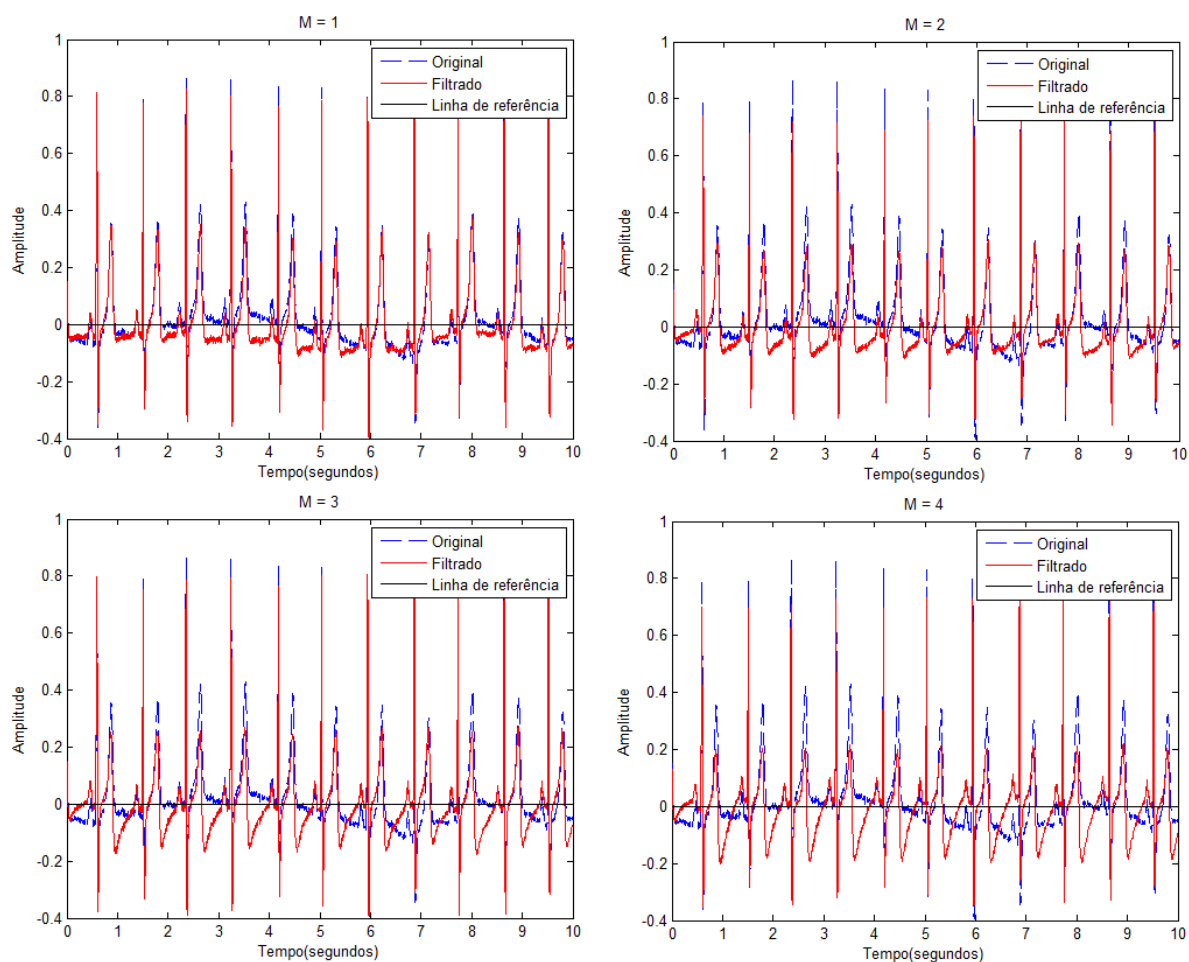 M = 1
Amplitude
1
0.8
0.6
0.4
0.2
0
-0.2
-0.4
0 1 2 3 4 5 6 7 8 9 10
Tempo(segundos)
Original
Filtrado
Linha de referência
M = 2
Amplitude
1
0.8
0.6
0.4
0.2
0
-0.2
-0.4
0 1 2 3 4 5 6 7 8 9 10
Tempo(segundos)
Original
Filtrado
Linha de referência
M = 3
Amplitude
1
0.8
0.6
0.4
0.2
0
-0.2
-0.4
0 1 2 3 4 5 6 7 8 9 10
Tempo(segundos)
Original
Filtrado
Linha de referência
M = 4
Amplitude
1
0.8
0.6
0.4
0.2
0
-0.2
-0.4
0 1 2 3 4 5 6 7 8 9 10
Tempo(segundos)
Original
Filtrado
Linha de referência